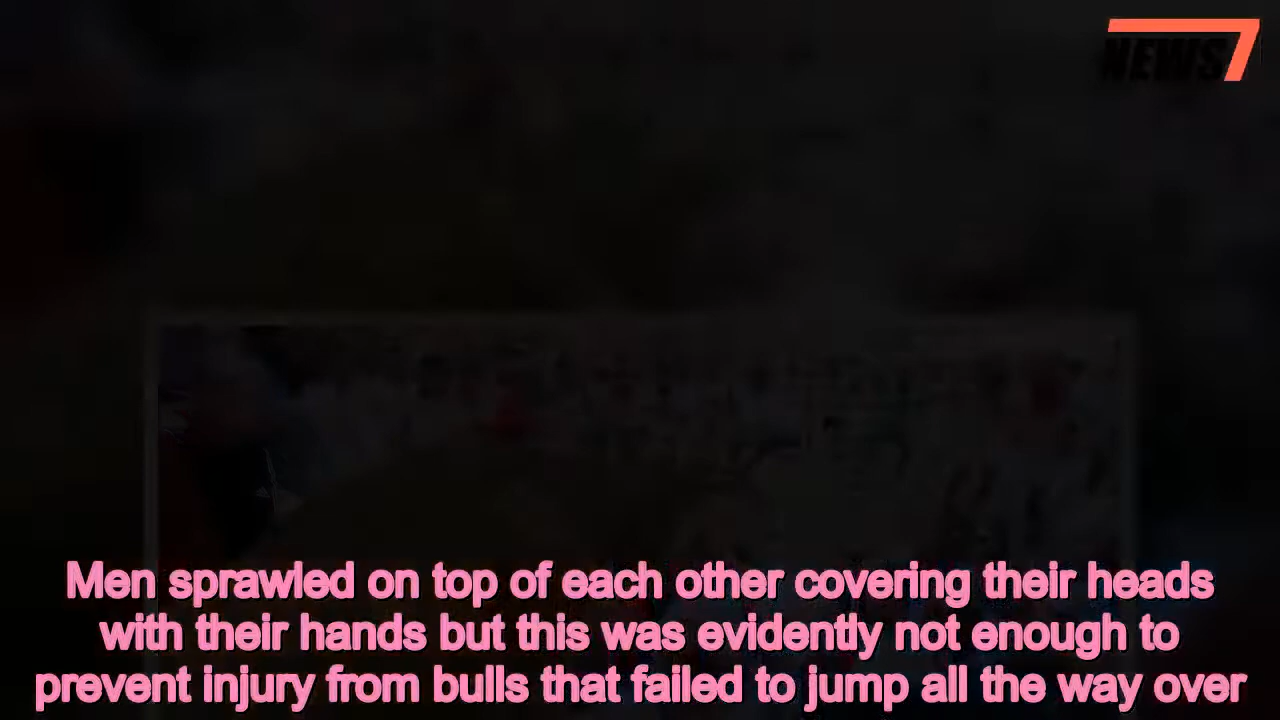 NEWS7
Men sprawled on top of each other covering their heads
with their hands but this was evidently not enough to
prevent injury from bulls that failed to jump all the way over